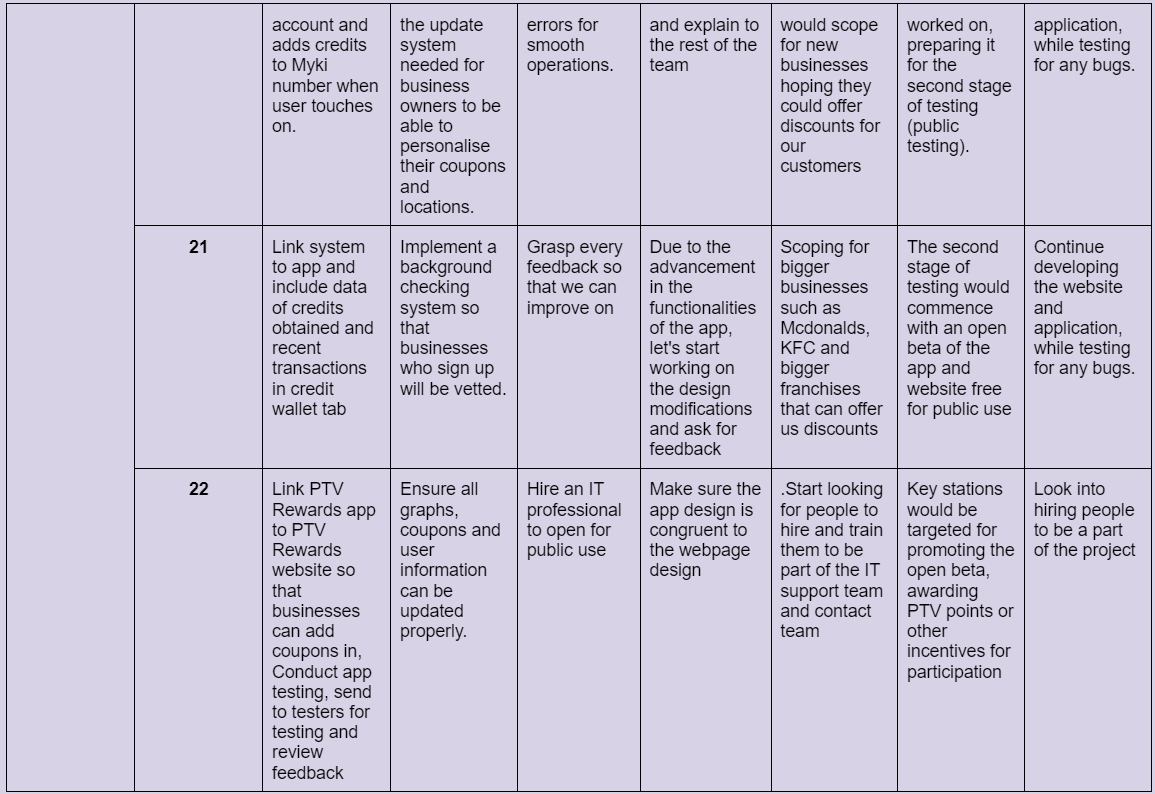 account and
adds credits
to Myki
number when
user touches
on.
the update
system
needed for
business
owners to be
able to
personalise
their coupons
and
locations.
errors for
smooth
operations.
and explain to
the rest of the
team
would scope
for new
businesses
hoping they
could offer
discounts for
our
customers
worked on,
preparing it
for the
second stage
of testing
(public
testing).
application,
while testing
for any bugs.
21
Link system
to app and
include data
of credits
obtained and
recent
transactions
in credit
wallet tab
Implement a
background
checking
system so
that
businesses
who sign up
will be vetted.
Grasp every
feedback so
that we can
improve on
Due to the
advancement
in the
functionalities
of the app,
let's start
working on
the design
modifications
and ask for
feedback
Scoping for
bigger
businesses
such as
Mcdonalds,
KFC and
bigger
franchises
that can offer
us discounts
The second
stage of
testing would
commence
with an open
beta of the
app and
website free
for public use
Continue
developing
the website
and
application,
while testing
for any bugs.
22
Link PTV
Rewards app
to PTV
Rewards
website so
that
businesses
can add
coupons in,
Conduct app
testing, send
to testers for
testing and
review
feedback
Ensure all
graphs,
coupons and
user
information
can be
updated
properly.
Hire an IT
professional
to open for
public use
Make sure the
app design is
congruent to
the webpage
design
.Start looking
for people to
hire and train
them to be
part of the IT
support team
and contact
team
Key stations
would be
targeted for
promoting the
open beta,
awarding
PTV points or
other
incentives for
participation
Look into
hiring people
to be a part
of the project